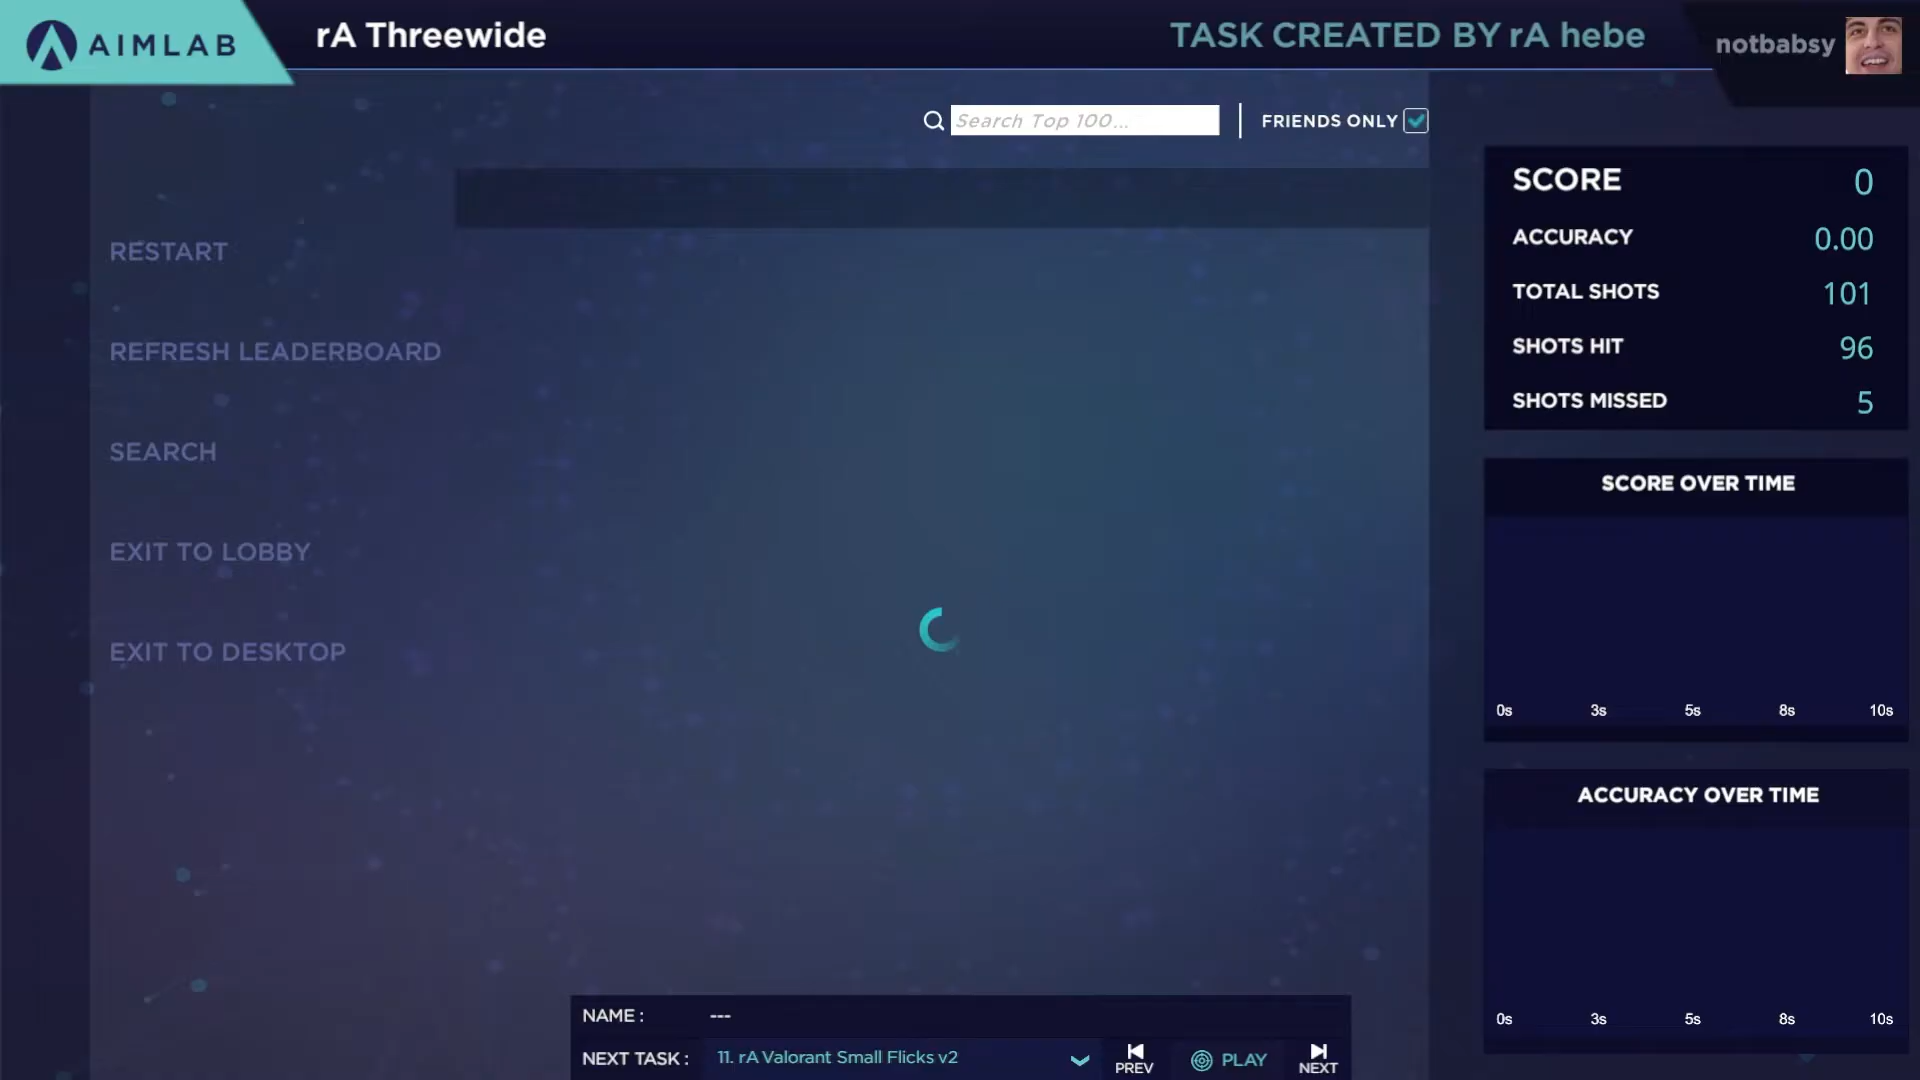 AIMLAB
rA Threewide
TASK CREATED BY rA hebe
notbabsy
Search Top 100...
FRIENDS ONLY
RESTART
REFRESH LEADERBOARD
SEARCH
EXIT TO LOBBY
EXIT TO DESKTOP
SCORE 0
ACCURACY 0.00
TOTAL SHOTS 101
SHOTS HIT 96
SHOTS MISSED 5
SCORE OVER TIME
0s 3s 5s 8s 10s
ACCURACY OVER TIME
0s 3s 5s 8s 10s
NAME : ---
NEXT TASK : 11. rA Valorant Small Flicks v2
PREV
PLAY
NEXT